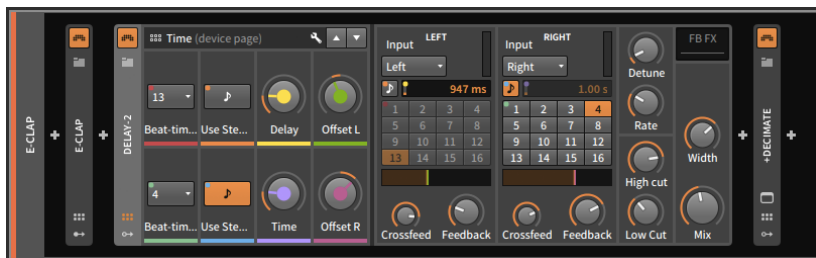 E-CLAP
E-CLAP
DELAY-2
Time (device page)
13
Beat-tim... Use Ste... Delay Offset L
4
Beat-tim... Use Ste... Time Offset R
LEFT
Input
Left
947 ms
1 2 3 4
5 6 7 8
9 10 11 12
13 14 15 16
Crossfeed Feedback
RIGHT
Input
Right
1.00 s
1 2 3 4
5 6 7 8
9 10 11 12
13 14 15 16
Crossfeed Feedback
Detune
Rate
High cut
Low Cut
FB FX
Width
Mix
+DECIMATE